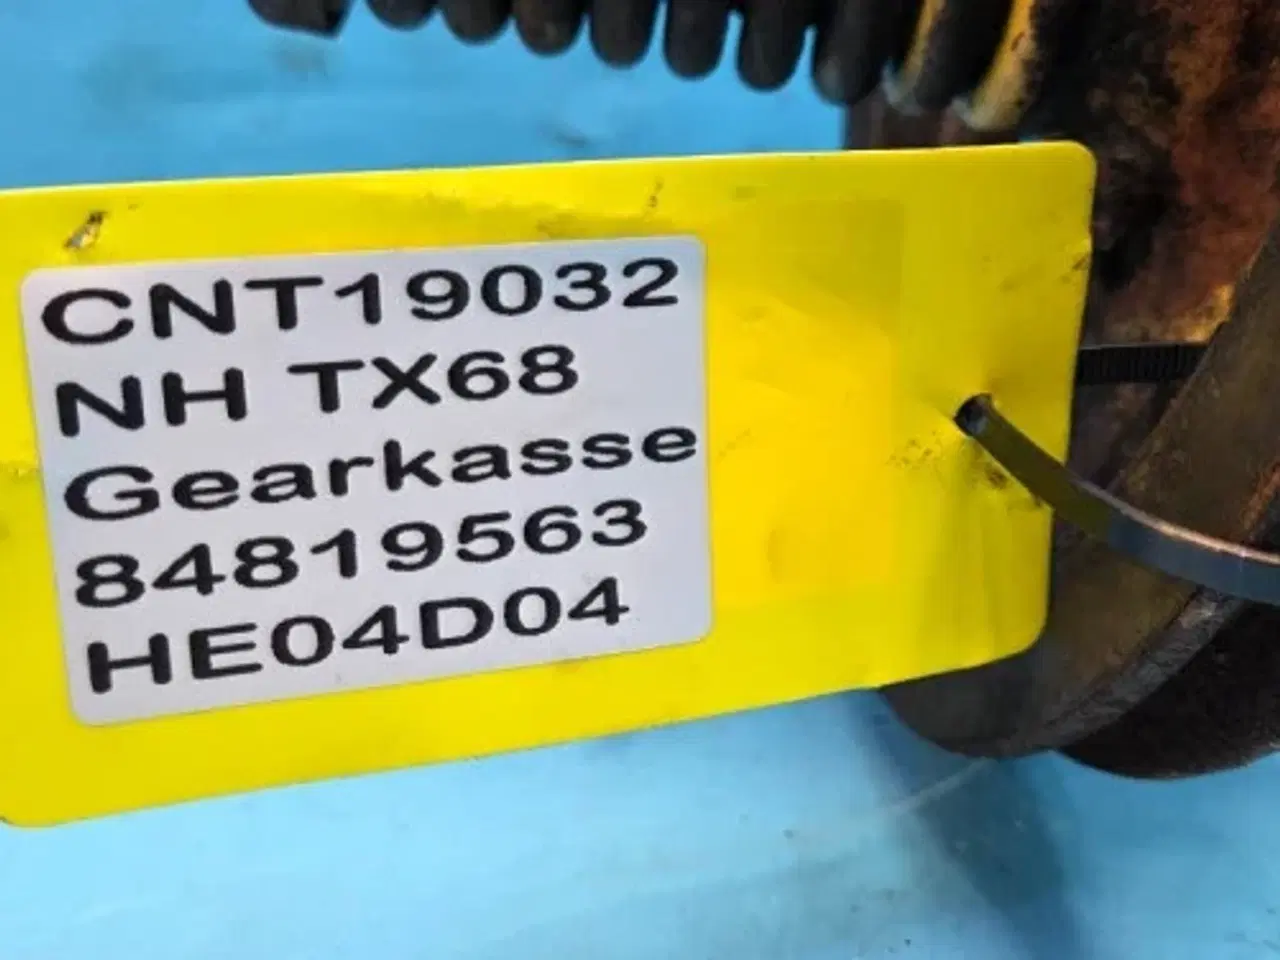 CNT19032
NH TX68
Gearkasse
84819563
HE04D04